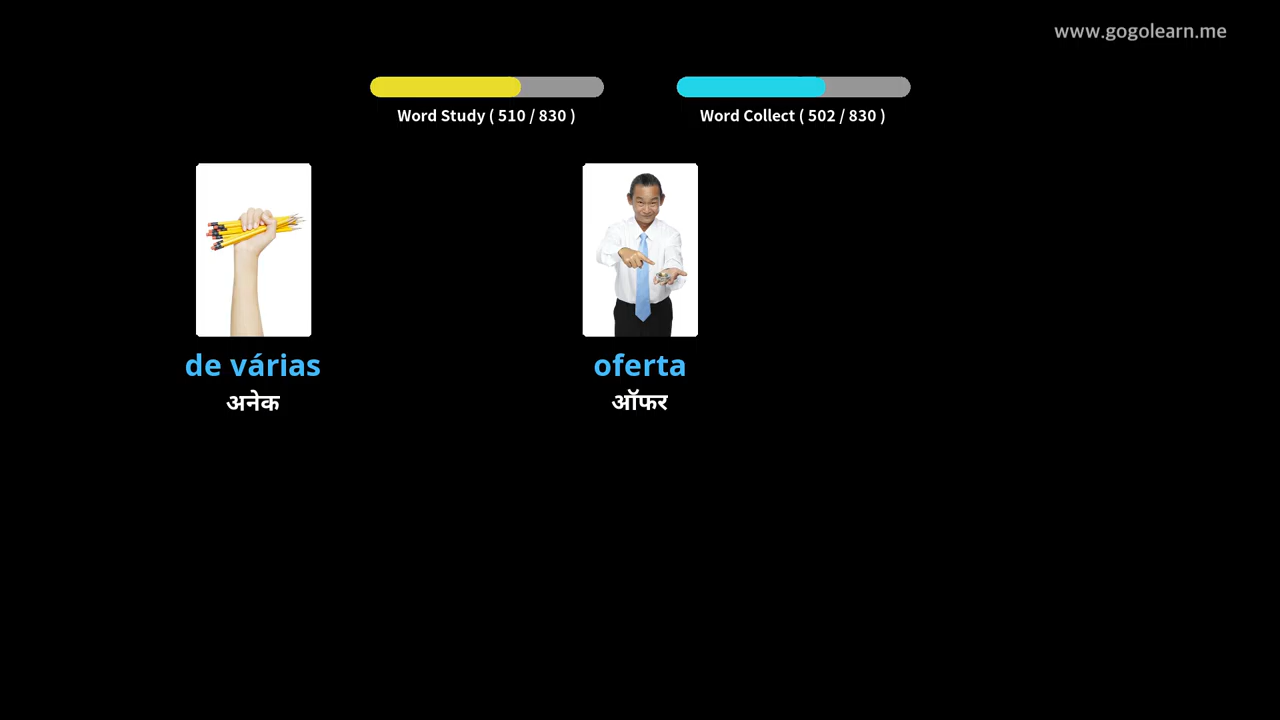 www.gogolearn.me
Word Study ( 510 / 830 )
Word Collect ( 502 / 830 )
de várias
अनेक
oferta
ऑफर